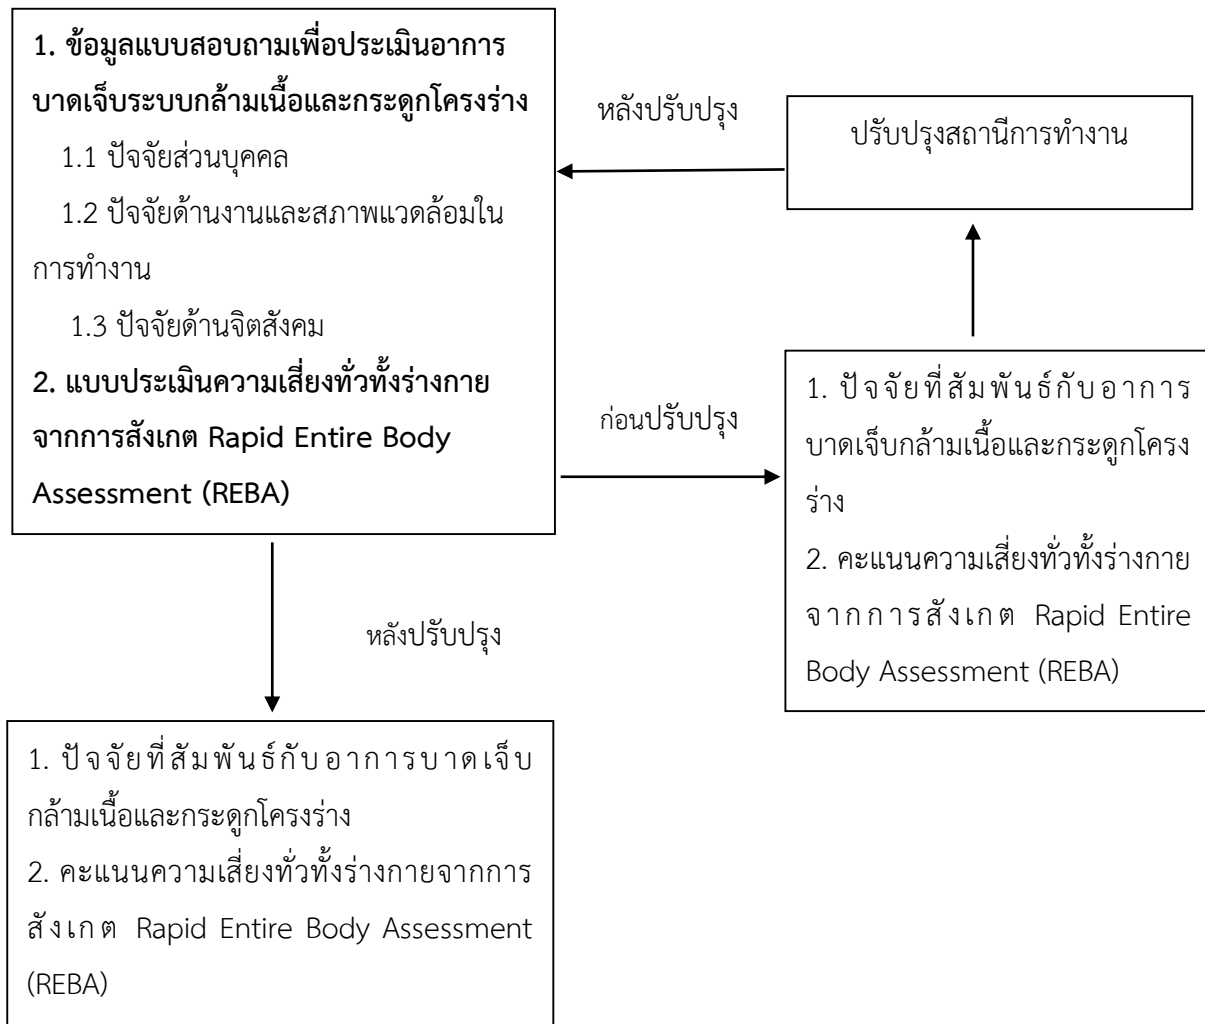 1. ข้อมูลแบบสอบถามเพื่อประเมินอาการ
บาดเจ็บระบบกล้ามเนื้อและกระดูกโครงร่าง
1.1 ปัจจัยส่วนบุคคล
1.2 ปัจจัยด้านงานและสภาพแวดล้อมใน
การทำงาน
1.3 ปัจจัยด้านจิตสังคม
2. แบบประเมินความเสี่ยงทั่วทั้งร่างกาย
จากการสังเกต Rapid Entire Body
Assessment (REBA)
หลังปรับปรุง
ปรับปรุงสถานีการทำงาน
ก่อนปรับปรุง
1. ปัจจัยที่สัมพันธ์กับอาการ
บาดเจ็บกล้ามเนื้อและกระดูกโครง
ร่าง
2. คะแนนความเสี่ยงทั่วทั้งร่างกาย
จากการสังเกต Rapid Entire
Body Assessment (REBA)
หลังปรับปรุง
1. ปัจจัยที่สัมพันธ์กับอาการบาดเจ็บ
กล้ามเนื้อและกระดูกโครงร่าง
2. คะแนนความเสี่ยงทั่วทั้งร่างกายจากการ
สังเกต Rapid Entire Body Assessment
(REBA)